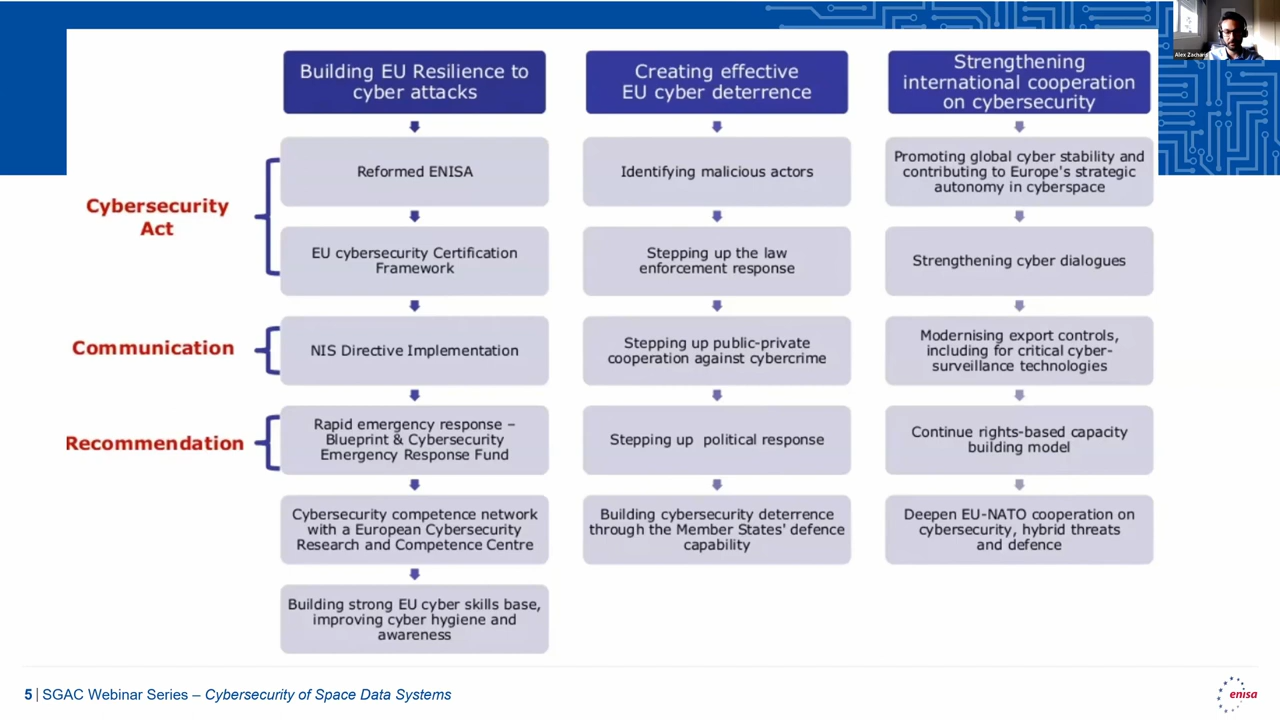 Building EU Resilience to
cyber attacks
Reformed ENISA
EU cybersecurity Certification
Framework
NIS Directive Implementation
Rapid emergency response –
Blueprint & Cybersecurity
Emergency Response Fund
Cybersecurity competence network
with a European Cybersecurity
Research and Competence Centre
Building strong EU cyber skills base,
improving cyber hygiene and
awareness
Creating effective
EU cyber deterrence
Identifying malicious actors
Stepping up the law
enforcement response
Stepping up public-private
cooperation against cybercrime
Stepping up  political response
Building cybersecurity deterrence
through the Member States' defence
capability
Strengthening
international cooperation
on cybersecurity
Promoting global cyber stability and
contributing to Europe's strategic
autonomy in cyberspace
Strengthening cyber dialogues
Modernising export controls,
including for critical cyber-
surveillance technologies
Continue rights-based capacity
building model
Deepen EU-NATO cooperation on
cybersecurity, hybrid threats
and defence
Cybersecurity
Act
Communication
Recommendation
5 | SGAC Webinar Series – Cybersecurity of Space Data Systems
enisa